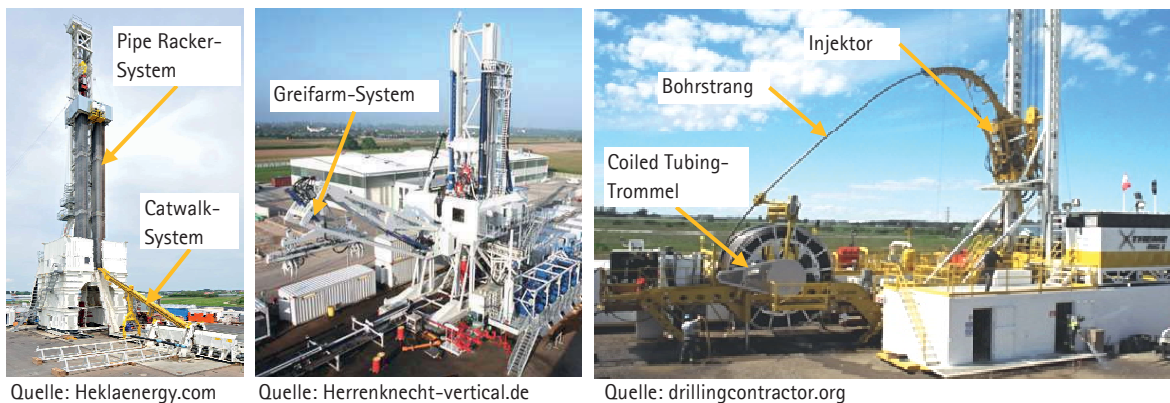 Pipe Racker-
System
Catwalk-
System
Quelle: Heklaenergy.com
Greifarm-System
Quelle: Herrenknecht-vertical.de
Injektor
Bohrstrang
Coiled Tubing-
Trommel
Quelle: drillingcontractor.org